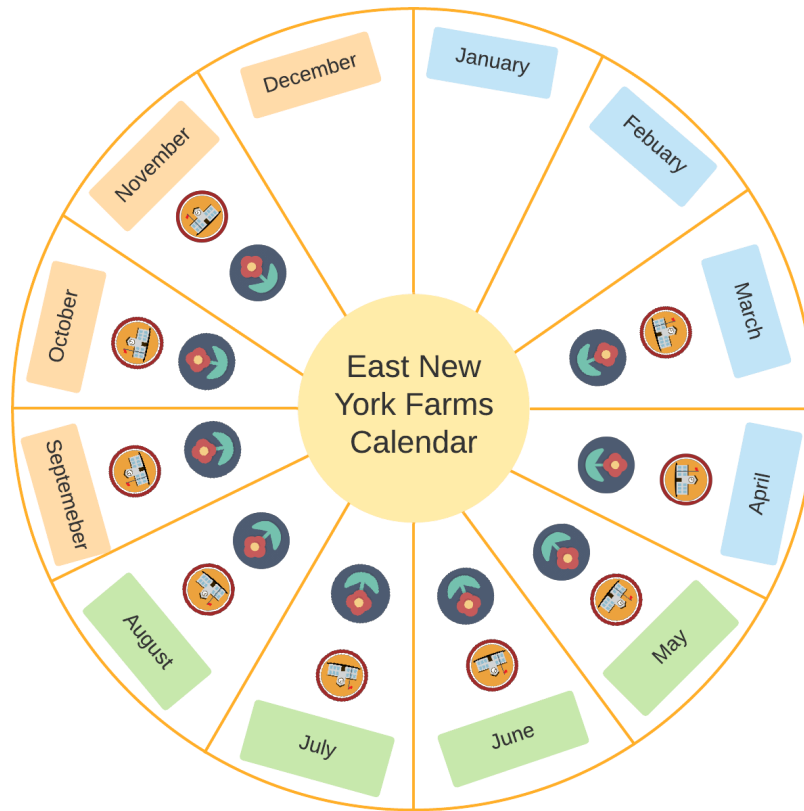 East New
York Farms
Calendar
January
Febuary
March
April
May
June
July
August
Septemeber
October
November
December